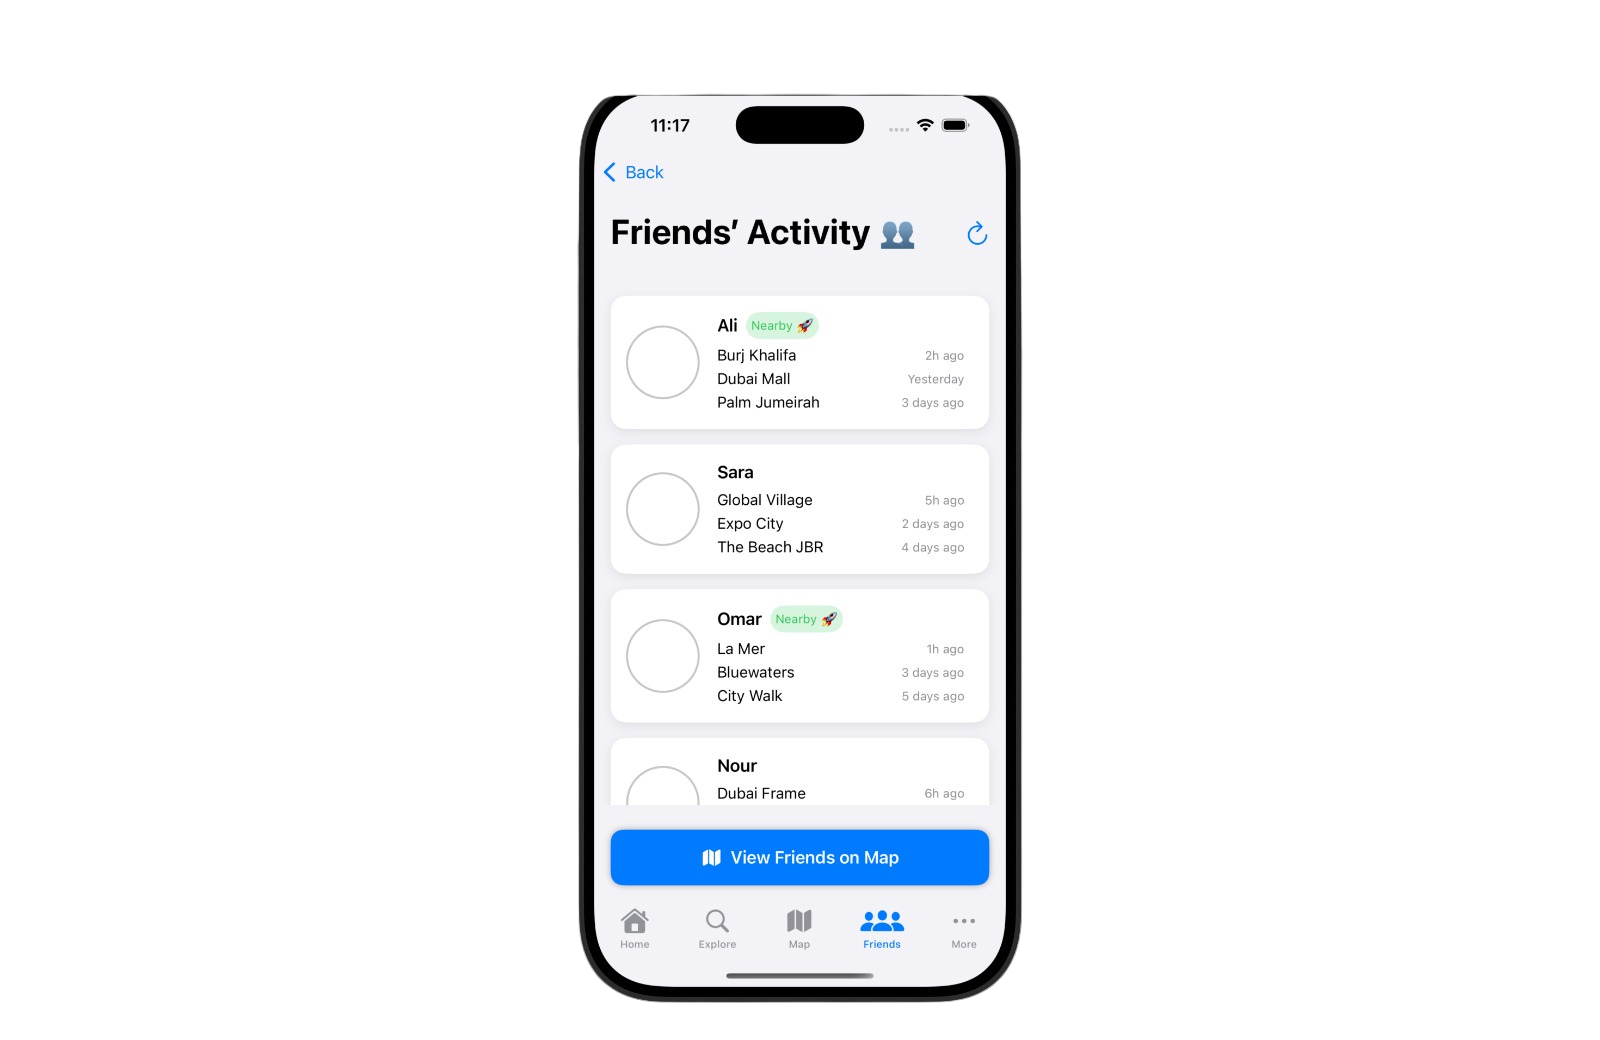 11:17
Back
Friends’ Activity 👥
Ali Nearby 🚀
Burj Khalifa 2h ago
Dubai Mall Yesterday
Palm Jumeirah 3 days ago
Sara
Global Village 5h ago
Expo City 2 days ago
The Beach JBR 4 days ago
Omar Nearby 🚀
La Mer 1h ago
Bluewaters 3 days ago
City Walk 5 days ago
Nour
Dubai Frame 6h ago
View Friends on Map
Home Explore Map Friends More